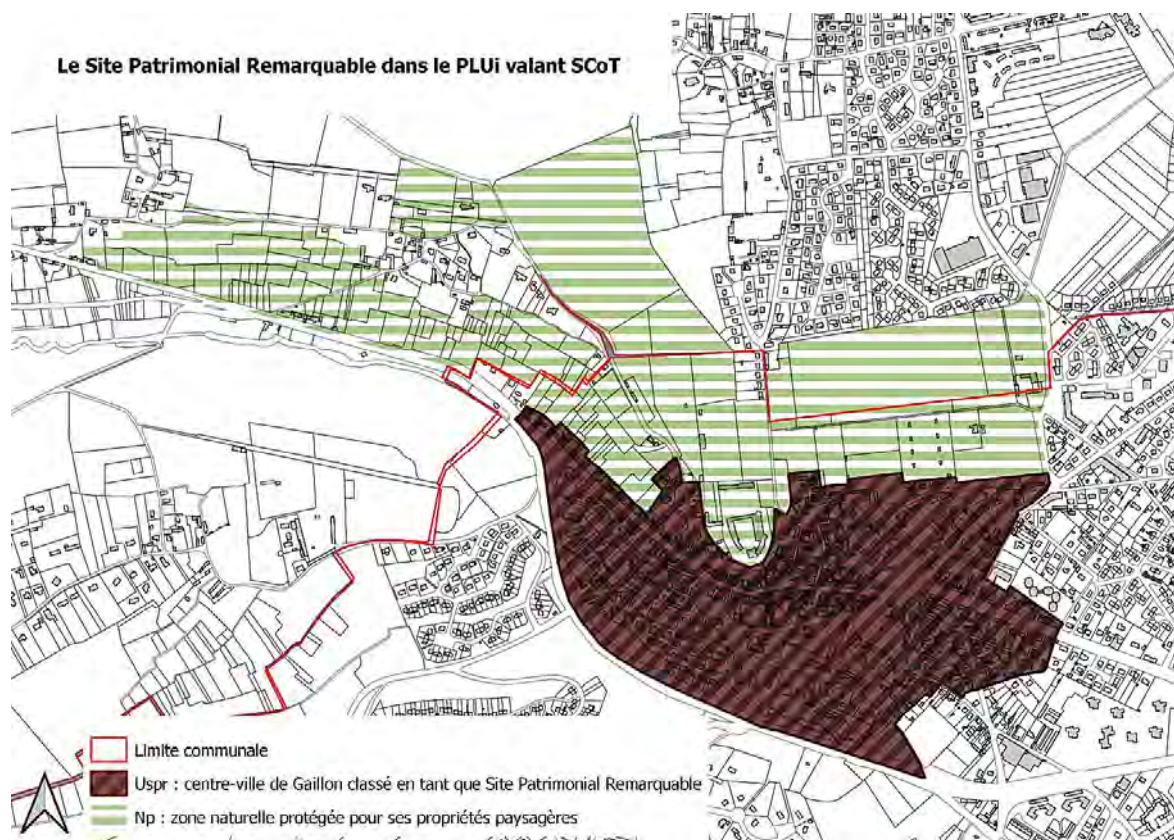 Le Site Patrimonial Remarquable dans le PLUi valant SCoT
Limite communale
Uspr : centre-ville de Gaillon classé en tant que Site Patrimonial Remarquable
Np : zone naturelle protégée pour ses propriétés paysagères